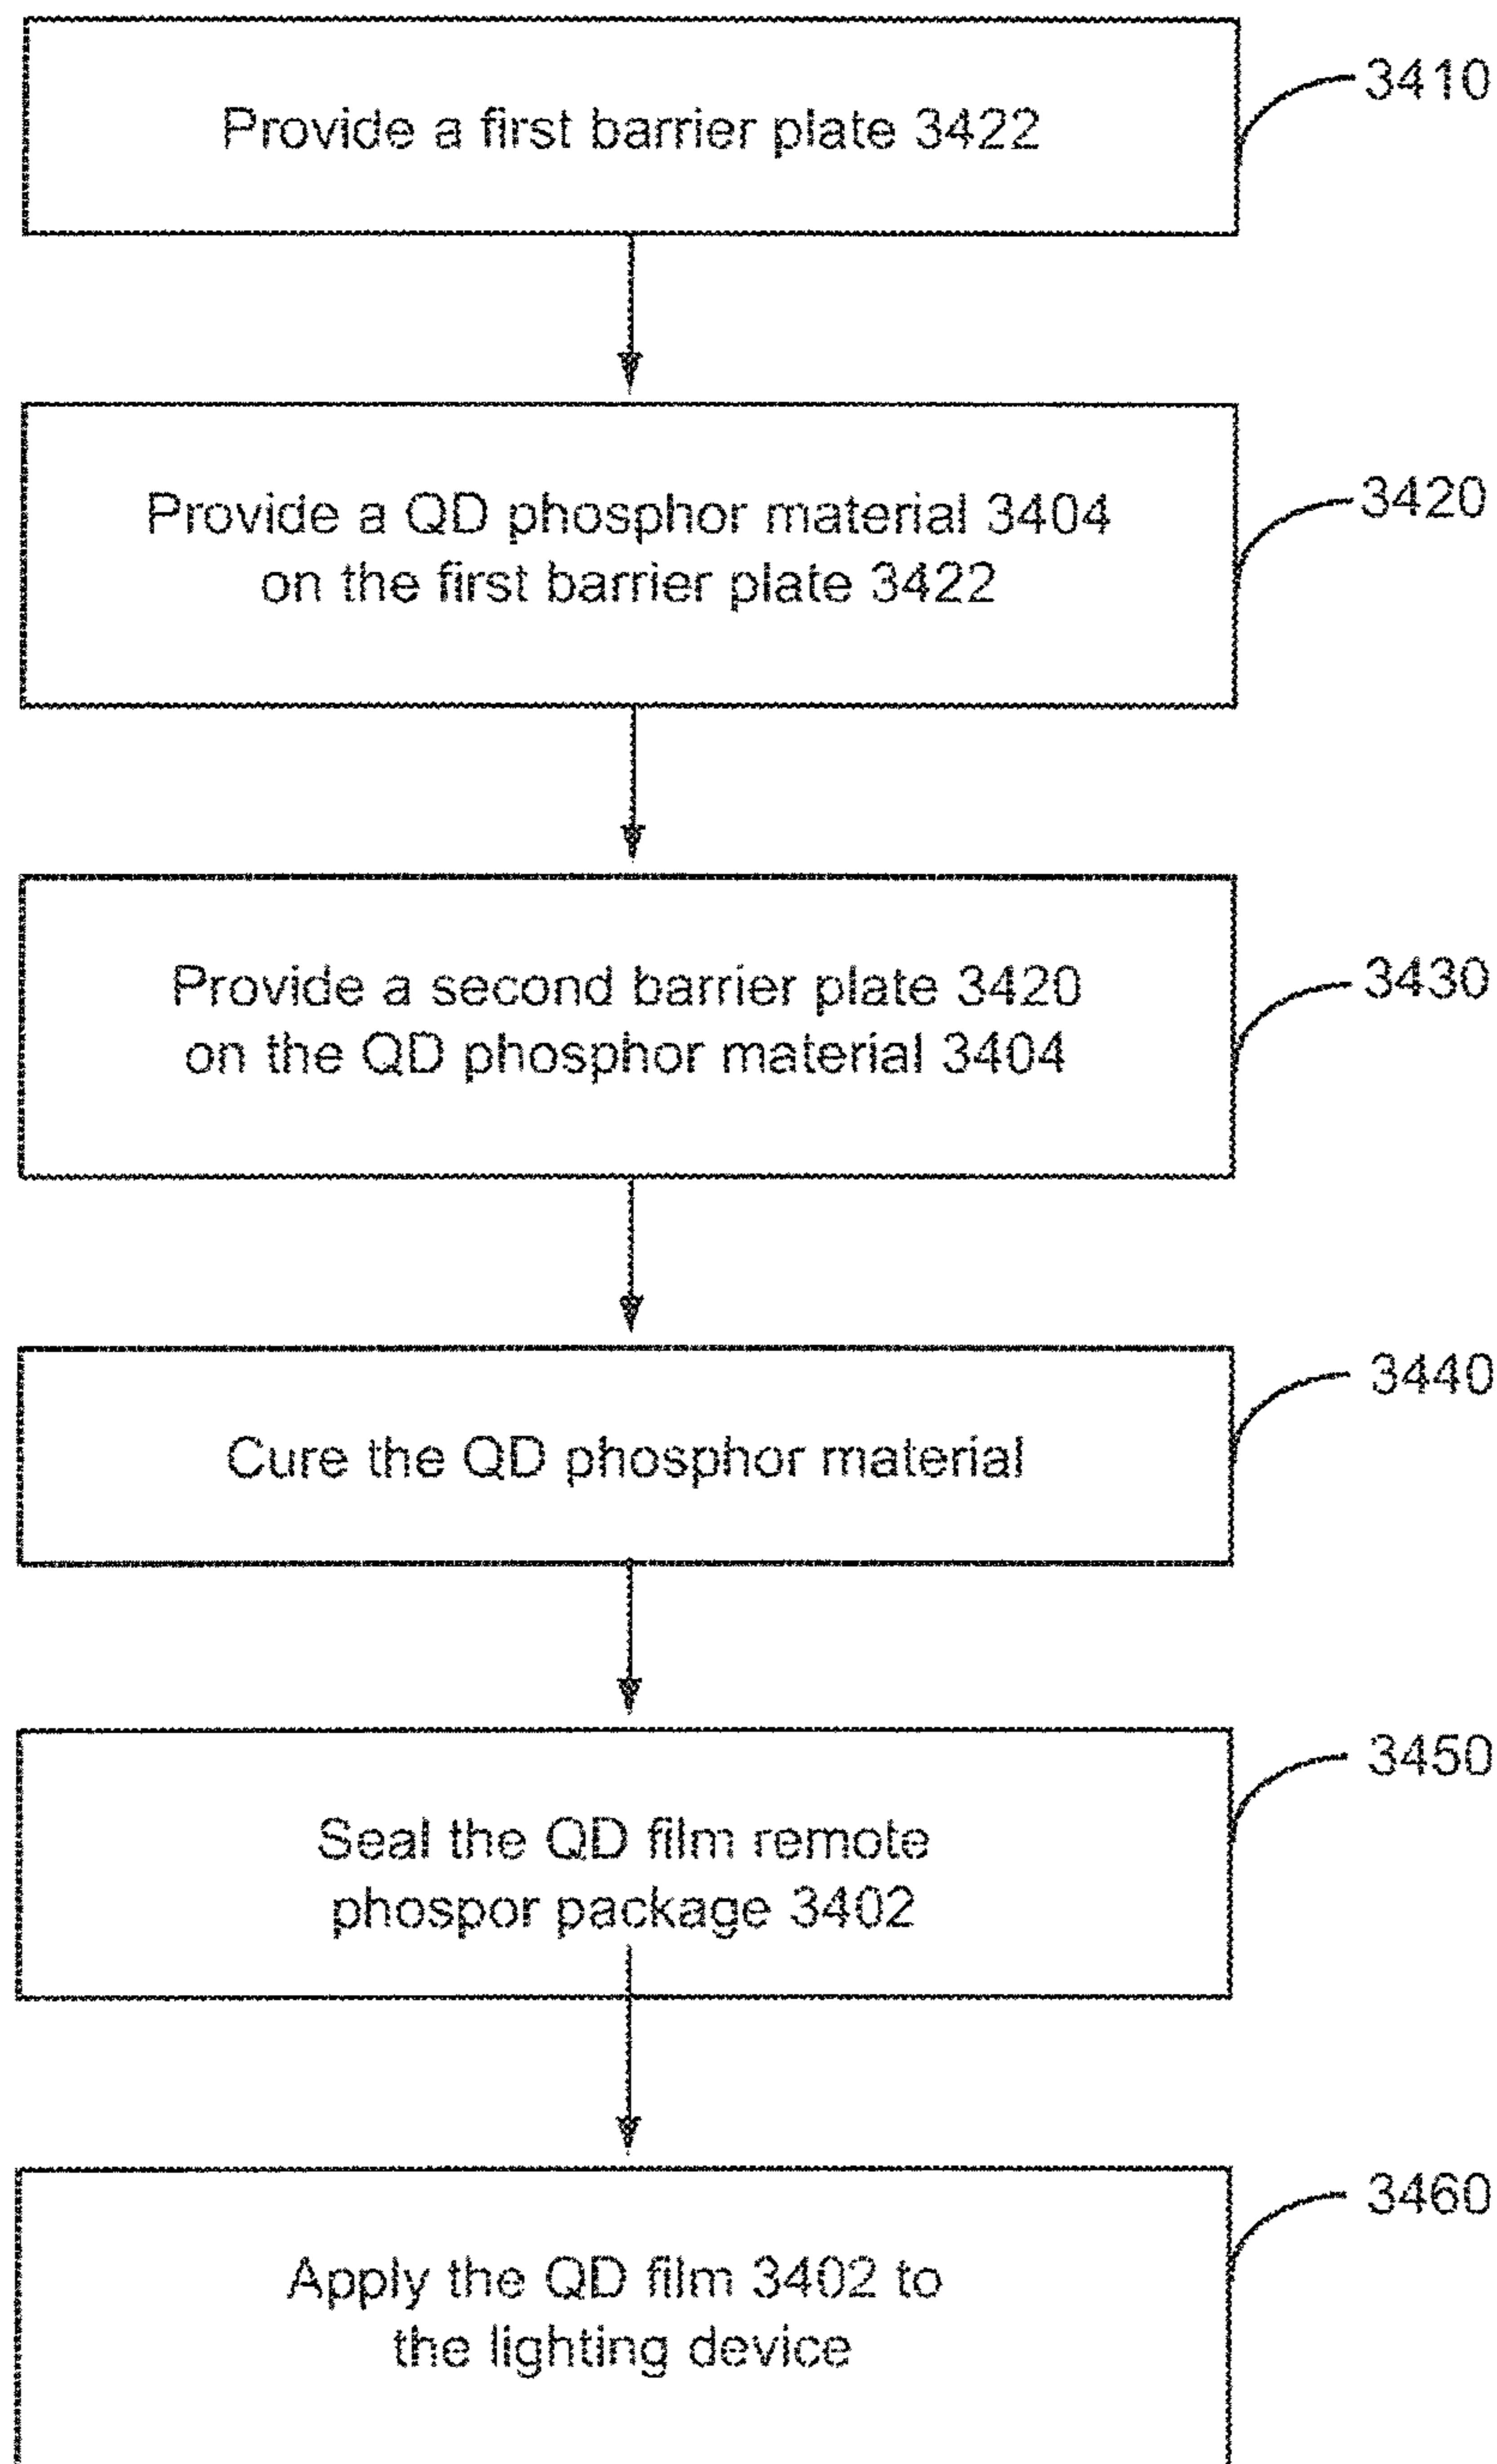 Provide a first barrier plate 3422
3410
Provide a QD phosphor material 3404
on the first barrier plate 3422
3420
Provide a second barrier plate 3420
on the QD phosphor material 3404
3430
Cure the QD phosphor material
3440
Seal the QD film remote
phospor package 3402
3450
Apply the QD film 3402 to
the lighting device
3460